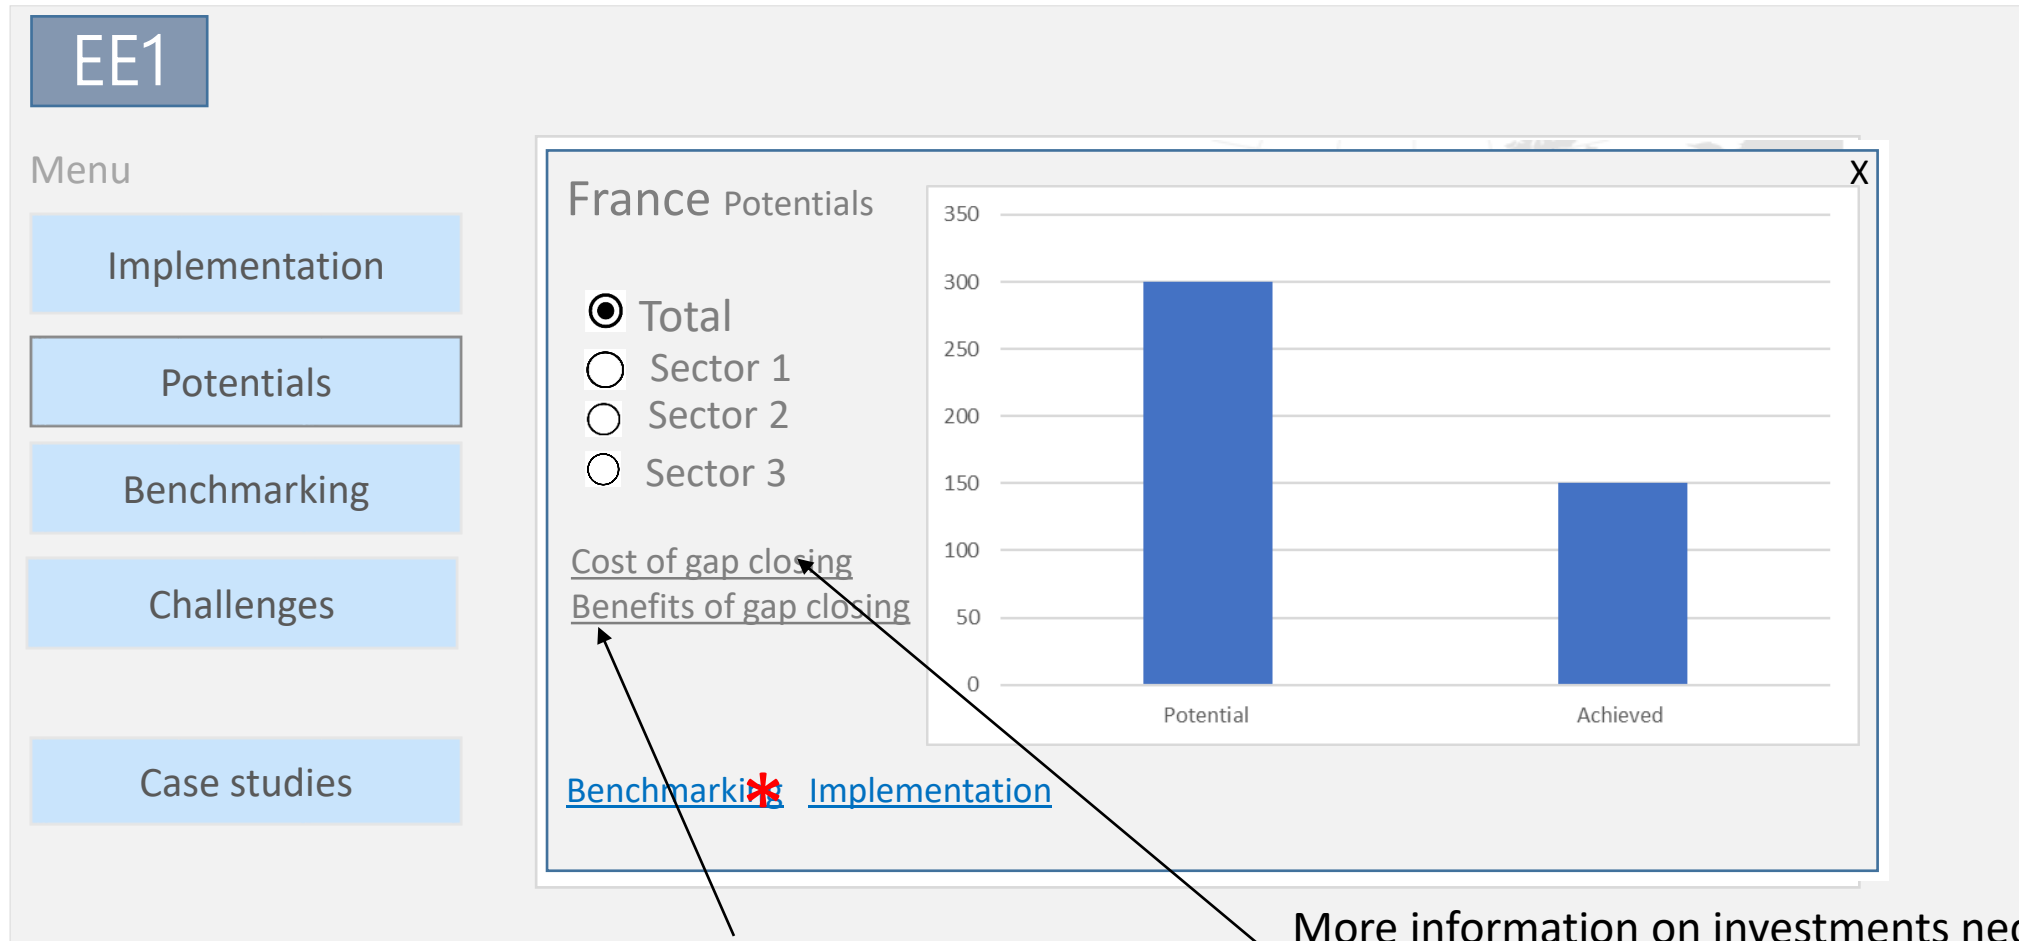 EE1
Menu
Implementation
Potentials
Benchmarking
Challenges
Case studies
X
France Potentials
Total
Sector 1
Sector 2
Sector 3
Cost of gap closing
Benefits of gap closing
350
300
250
200
150
100
50
0
Potential Achieved
Benchmarking * Implementation
More information on investments